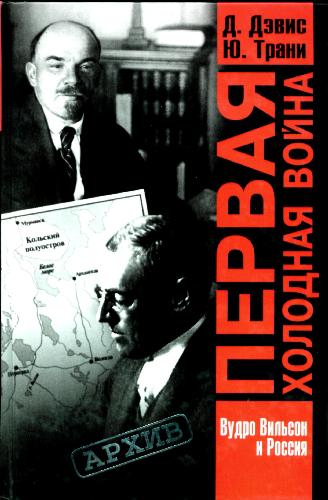 Д. Дэвис
Ю. Трани
ПЕРВАЯ
ХОЛОДНАЯ ВОЙНА
Вудро Вильсон
и Россия
Мурманск
Кольский
полуостров
Белое
море
Архангельск
АРХИВ